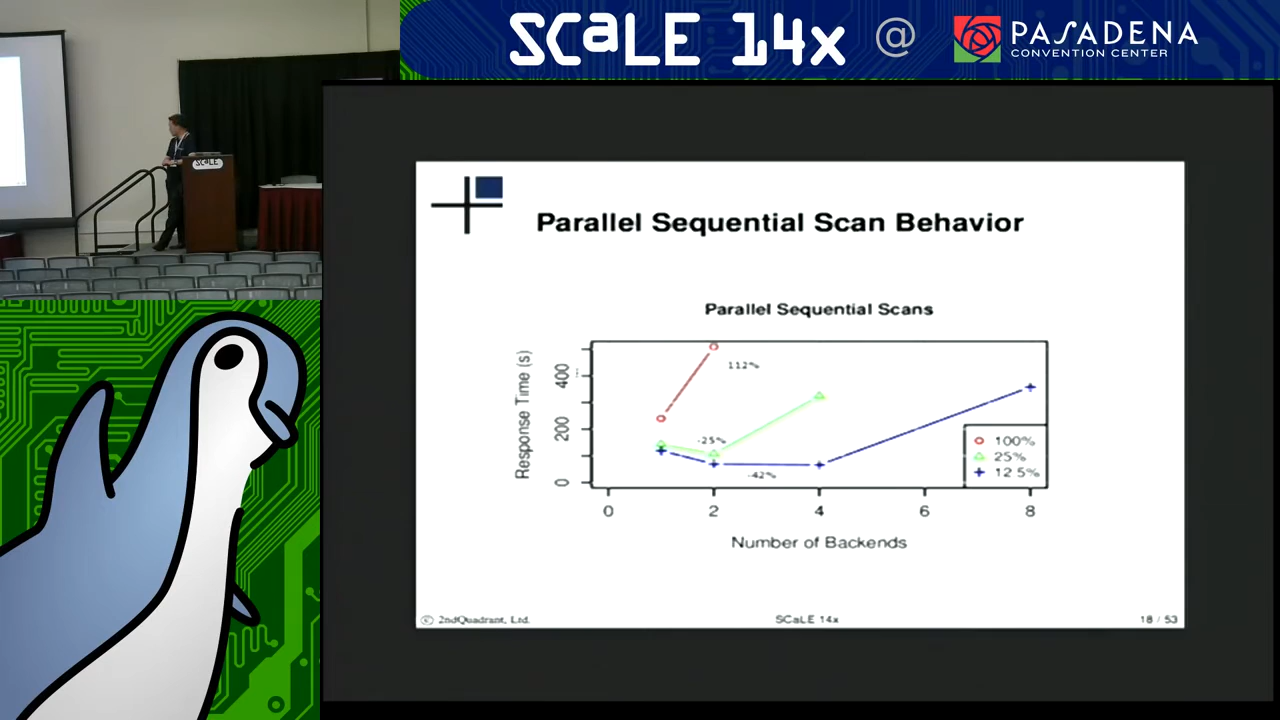 SCALE 14x @ PASADENA
CONVENTION CENTER
SCALE
Parallel Sequential Scan Behavior
Parallel Sequential Scans
Response Time (s)
400
200
0
112%
-25%
-42%
100%
25%
12 5%
0 2 4 6 8
Number of Backends
© 2ndQuadrant, Ltd. SCaLE 14x 18 / 53